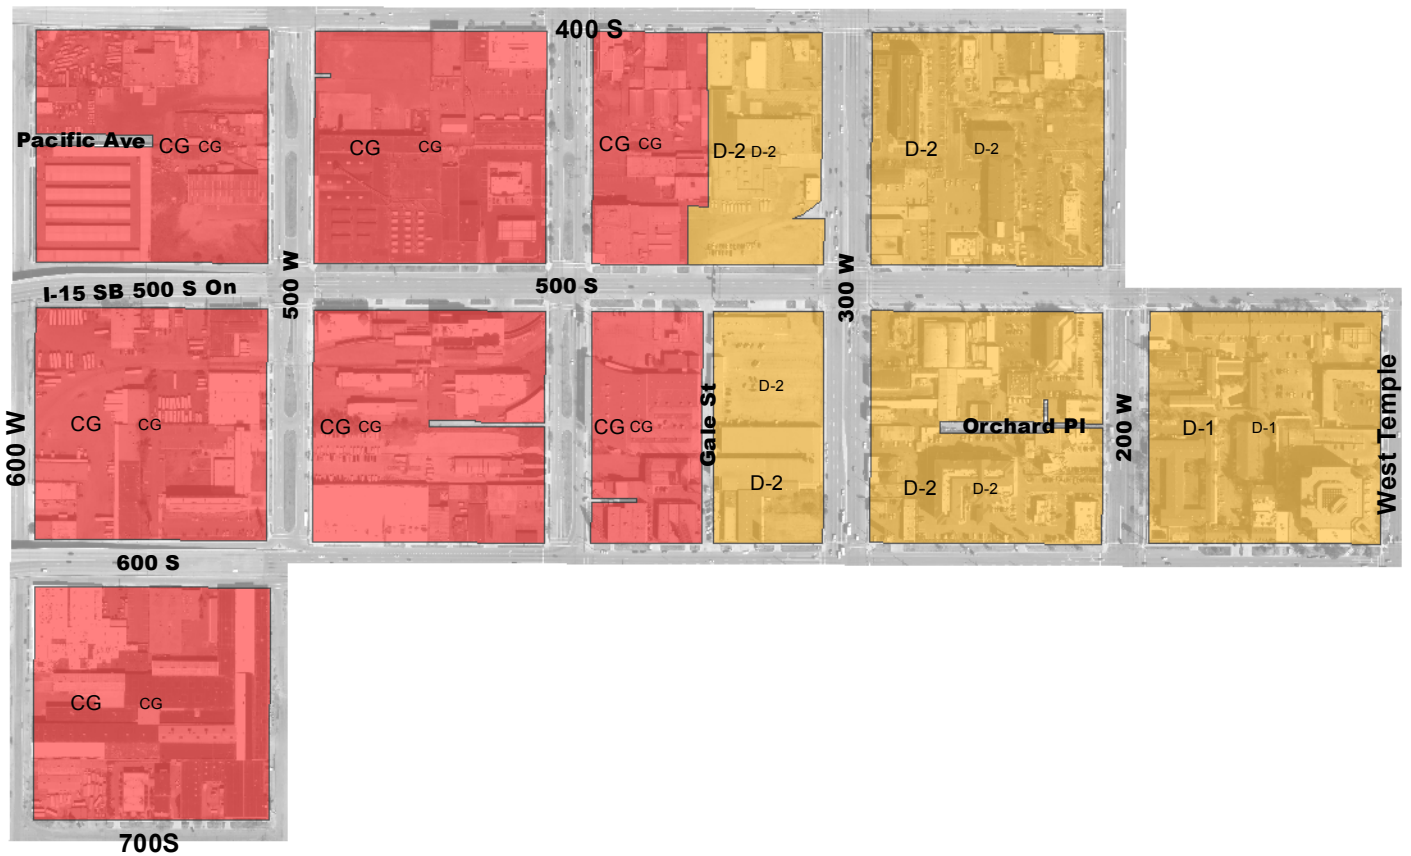 400 S
Pacific Ave
CG CG
CG CG
CG CG
D-2 D-2
D-2 D-2
I-15 SB 500 S On
500 W
500 S
300 W
600 W
CG CG
CG CG
CG CG
Gale St
D-2
D-2
Orchard Pl
D-2 D-2
200 W
D-1 D-1
West Temple
600 S
CG CG
700S